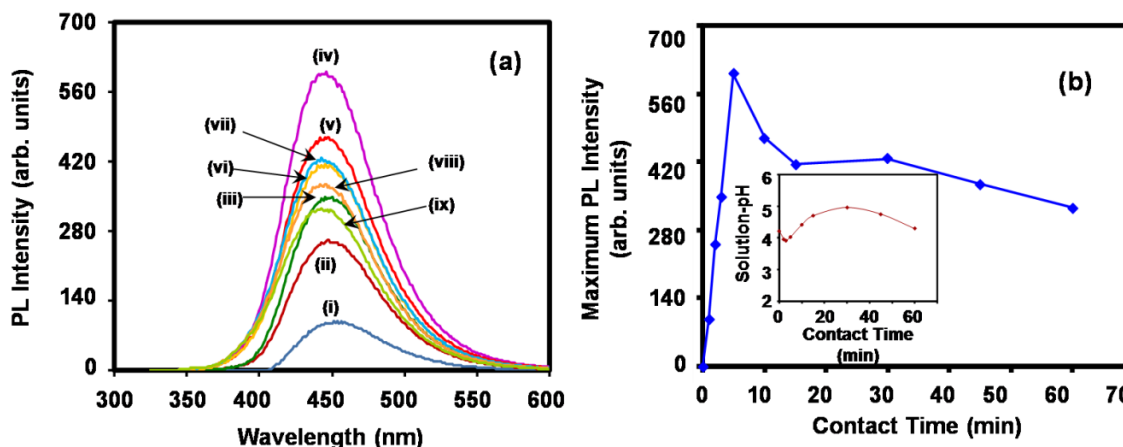 700
560
420
280
140
0
300
350
400
450
500
550
600
PL Intensity (arb. units)
Wavelength (nm)
(a)
(iv)
(v)
(vii)
(vi)
(viii)
(iii)
(ix)
(ii)
(i)
700
560
420
280
140
0
0
10
20
30
40
50
60
70
Maximum PL Intensity
(arb. units)
Contact Time (min)
(b)
6
5
4
3
2
0
20
40
60
Solution-pH
Contact Time
(min)